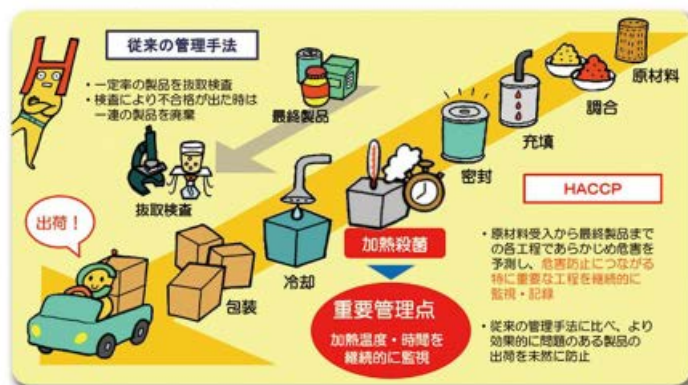 従来の管理手法
・一定率の製品を抜取検査
・検査により不合格が出た時は
一連の製品を廃棄
最終製品
抜取検査
原材料
調合
充填
密封
加熱殺菌
冷却
包装
出荷！
重要管理点
加熱温度・時間を
継続的に監視
HACCP
・原材料受入から最終製品まで
の各工程であらかじめ危害を
予測し、危害防止につながる
特に重要な工程を継続的に
監視・記録
・従来の管理手法に比べ、より
効果的に問題のある製品の
出荷を未然に防止